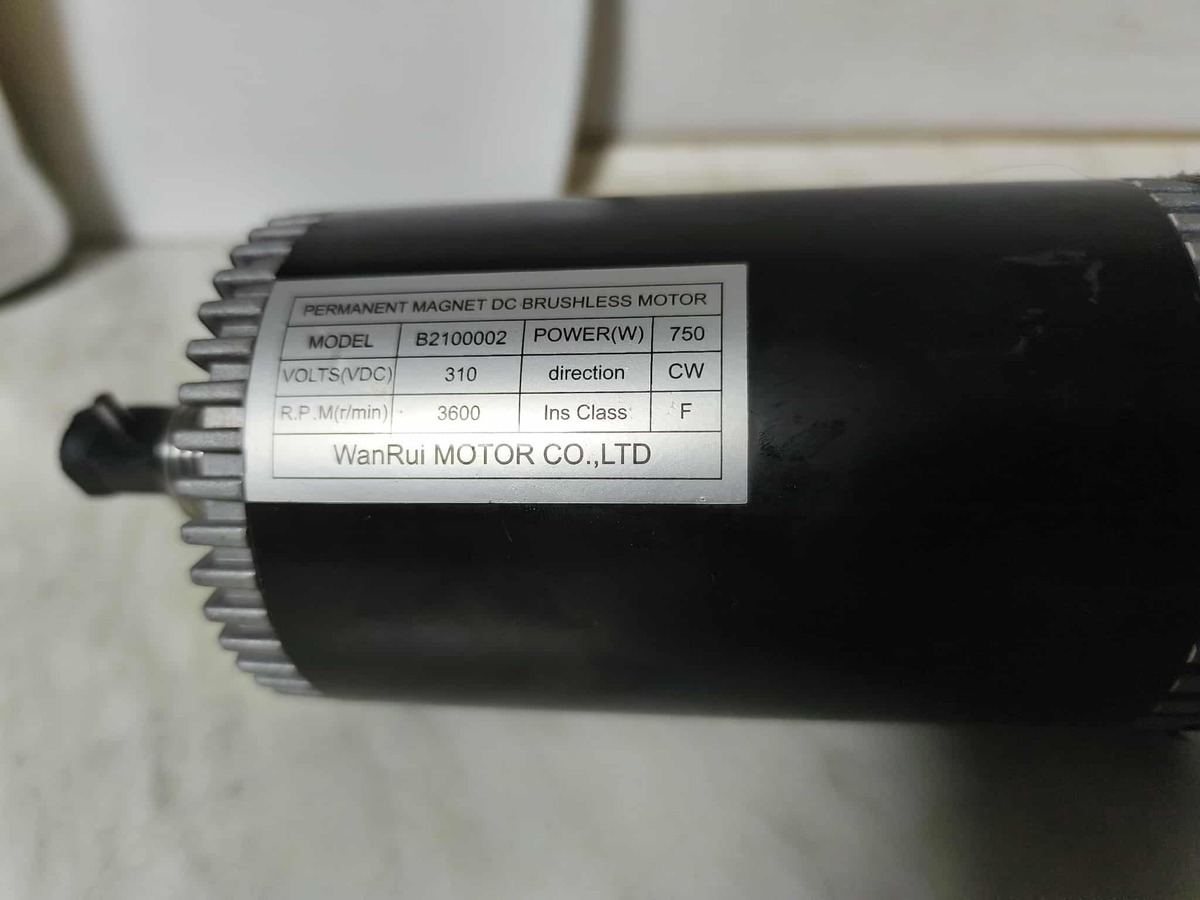 PERMANENT MAGNET DC BRUSHLESS MOTOR
MODEL B2100002 POWER(W) 750
VOLTS(VDC) 310 direction CW
R.P.M(r/min) 3600 Ins Class F
WanRui MOTOR CO.,LTD